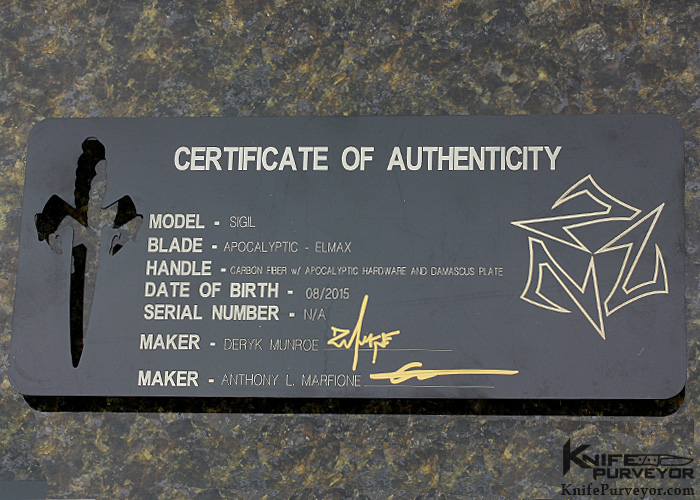 CERTIFICATE OF AUTHENTICITY
MODEL - SIGIL
BLADE - APOCALYPTIC - ELMAX
HANDLE - CARBON FIBER W/ APOCALYPTIC HARDWARE AND DAMASCUS PLATE
DATE OF BIRTH - 08/2015
SERIAL NUMBER - N/A
MAKER - DERYK MUNROE
MAKER - ANTHONY L. MARFIONE
KNIFE
PURVEYOR
KnifePurveyor.com